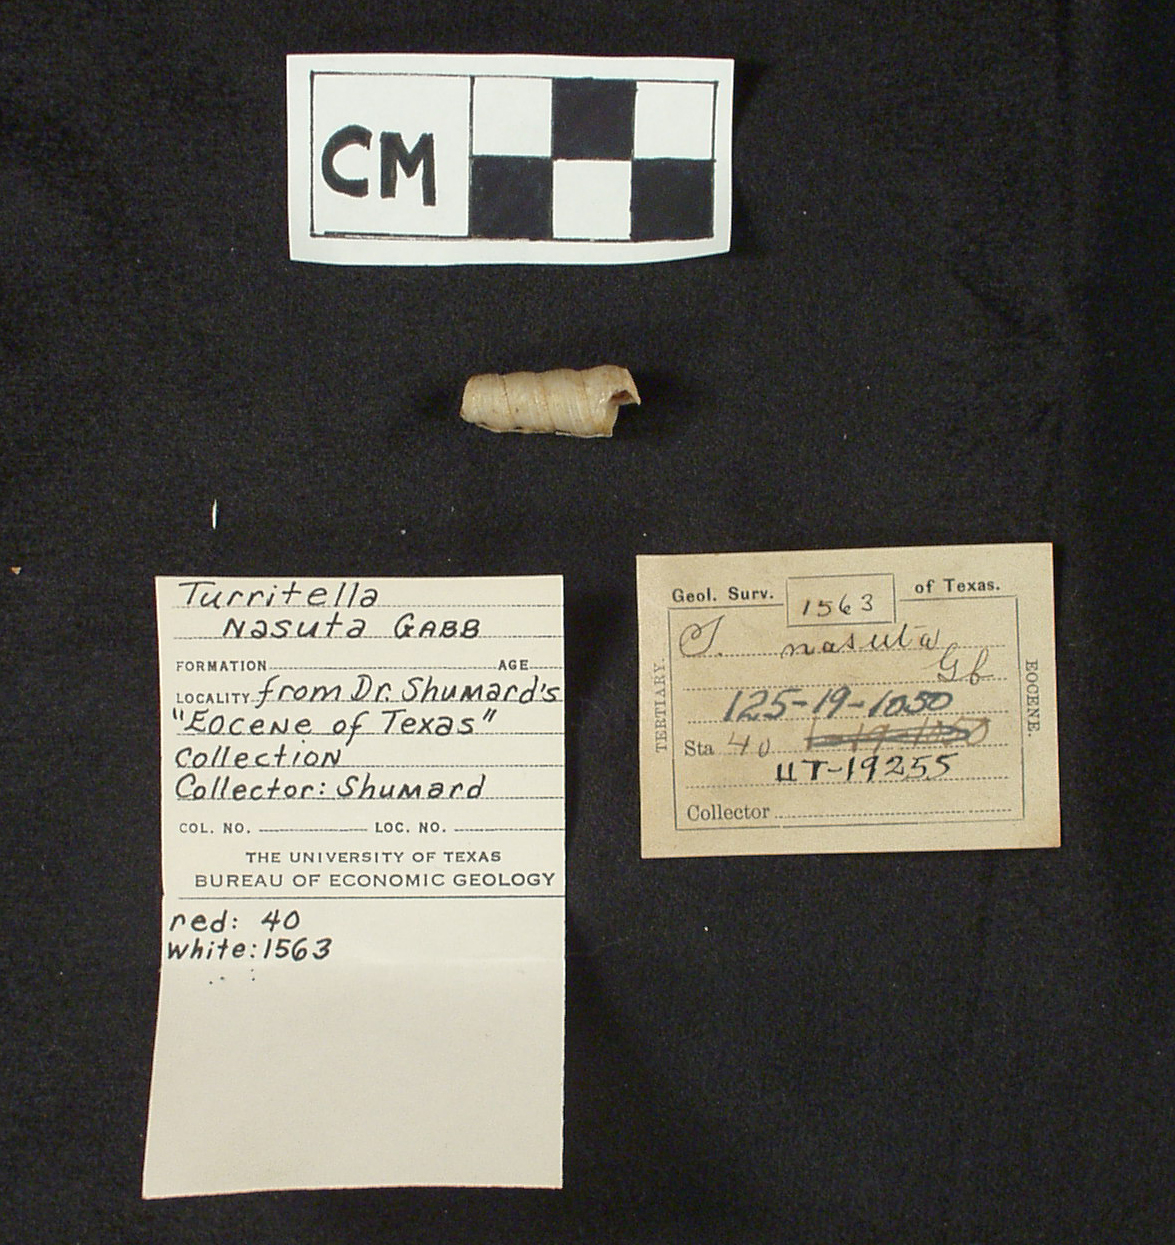 CM
Turritella
Nasuta GABB
FORMATION AGE
LOCALITY from Dr. Shumard's
"Eocene of Texas"
Collection
Collector: Shumard
COL. NO. LOC. NO.
THE UNIVERSITY OF TEXAS
BUREAU OF ECONOMIC GEOLOGY
red: 40
white: 1563
Geol. Surv. 1563 of Texas.
T. nasuta
Gb
125-19-1050
Sta 40
UT-19255
Collector
TERTIARY.
EOCENE.